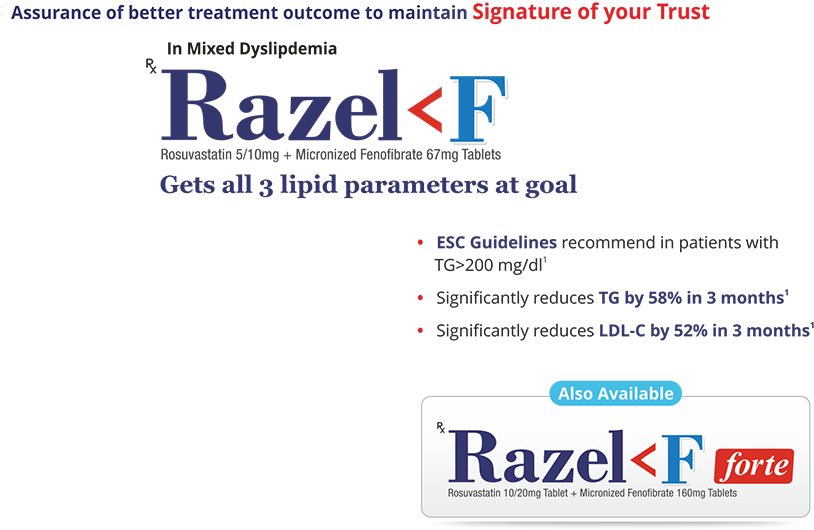 Assurance of better treatment outcome to maintain Signature of your Trust
In Mixed Dyslipdemia
Rx
Razel<F
Rosuvastatin 5/10mg + Micronized Fenofibrate 67mg Tablets
Gets all 3 lipid parameters at goal
• ESC Guidelines recommend in patients with
TG>200 mg/dl¹
• Significantly reduces TG by 58% in 3 months¹
• Significantly reduces LDL-C by 52% in 3 months¹
Also Available
Rx
Razel<F forte
Rosuvastatin 10/20mg Tablet + Micronized Fenofibrate 160mg Tablets